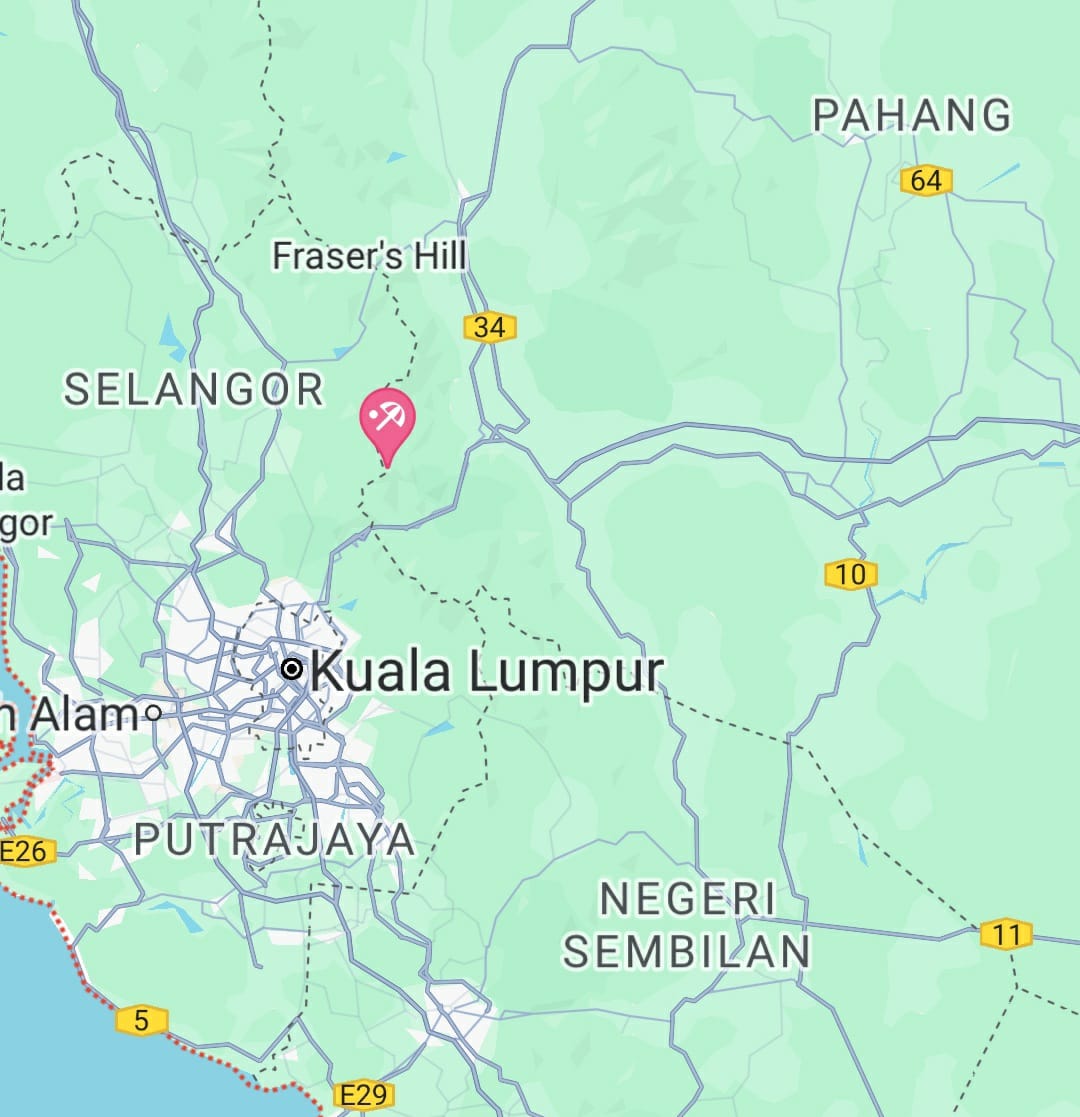 PAHANG
64
Fraser's Hill
34
SELANGOR
la
gor
10
Kuala Lumpur
n Alam
PUTRAJAYA
E26
NEGERI
SEMBILAN
11
5
E29